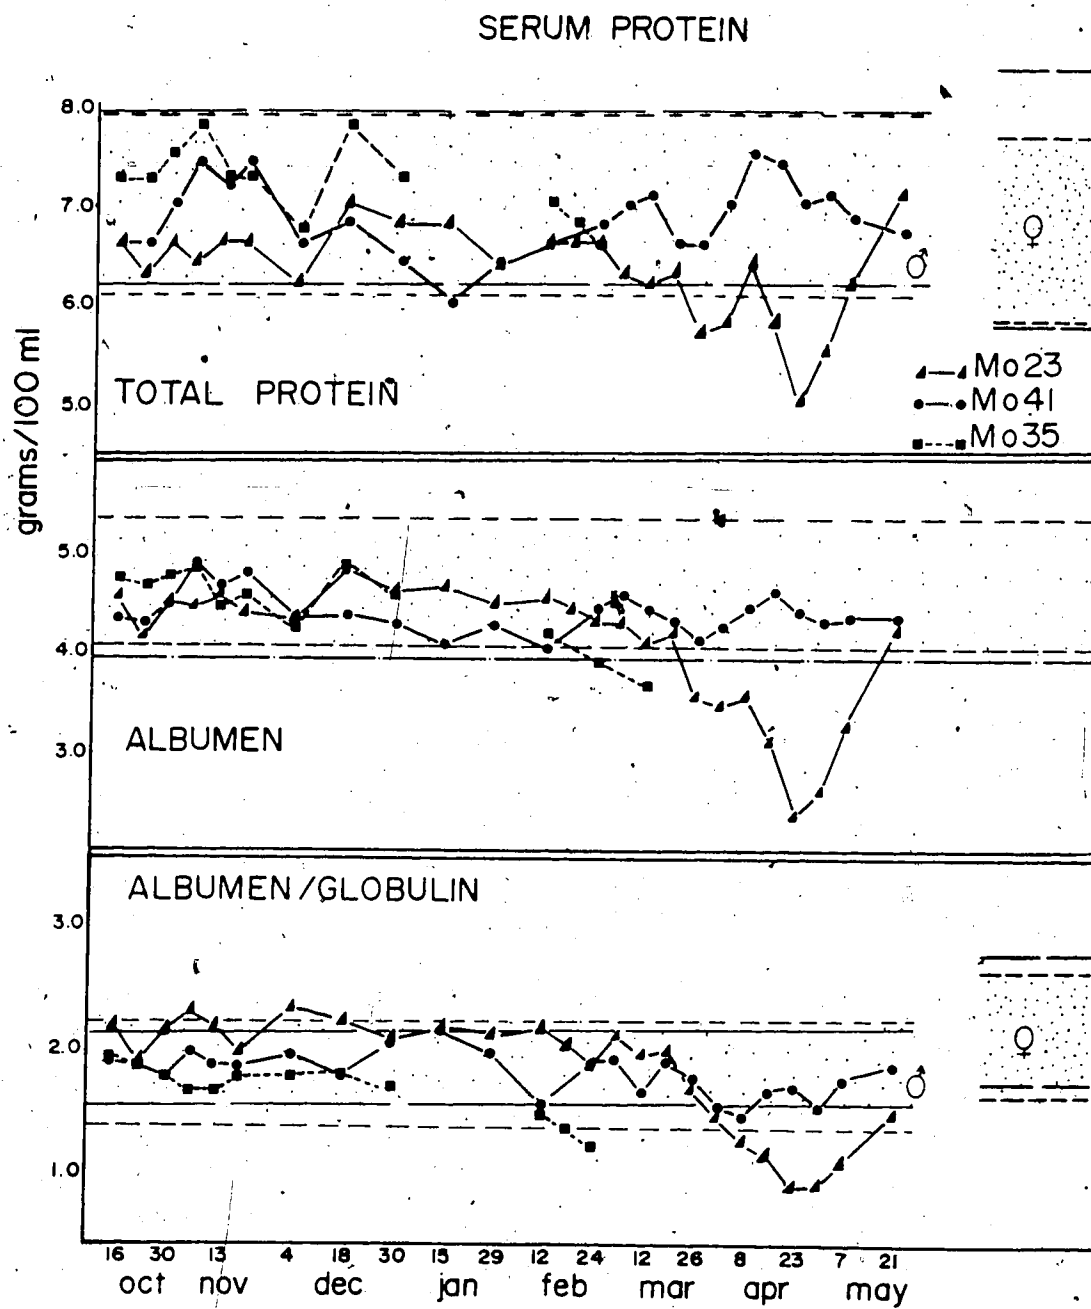 SERUM PROTEIN
grams/100 ml
8.0
7.0
6.0
5.0
TOTAL PROTEIN
♀
♂
Mo23
Mo41
Mo35
5.0
4.0
3.0
ALBUMEN
ALBUMEN/GLOBULIN
3.0
2.0
1.0
♀
♂
16 30 13 4 18 30 15 29 12 24 12 26 8 23 7 21
oct nov dec jan feb mar apr may